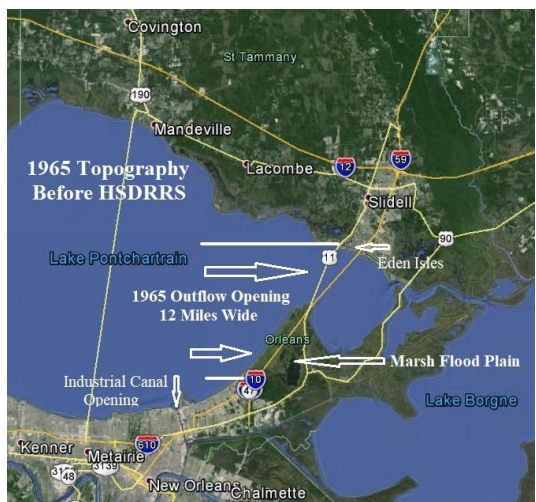 Covington
St Tammany
190
Mandeville
1965 Topography
Before HSDRRS
Lacombe
12
59
Slidell
90
Lake Pontchartrain
11
Eden Isles
1965 Outflow Opening
12 Miles Wide
Orleans
Marsh Flood Plain
Industrial Canal
Opening
10
47
Lake Borgne
Kenner
610
Metairie
3139
48
New Orleans
Chalmette